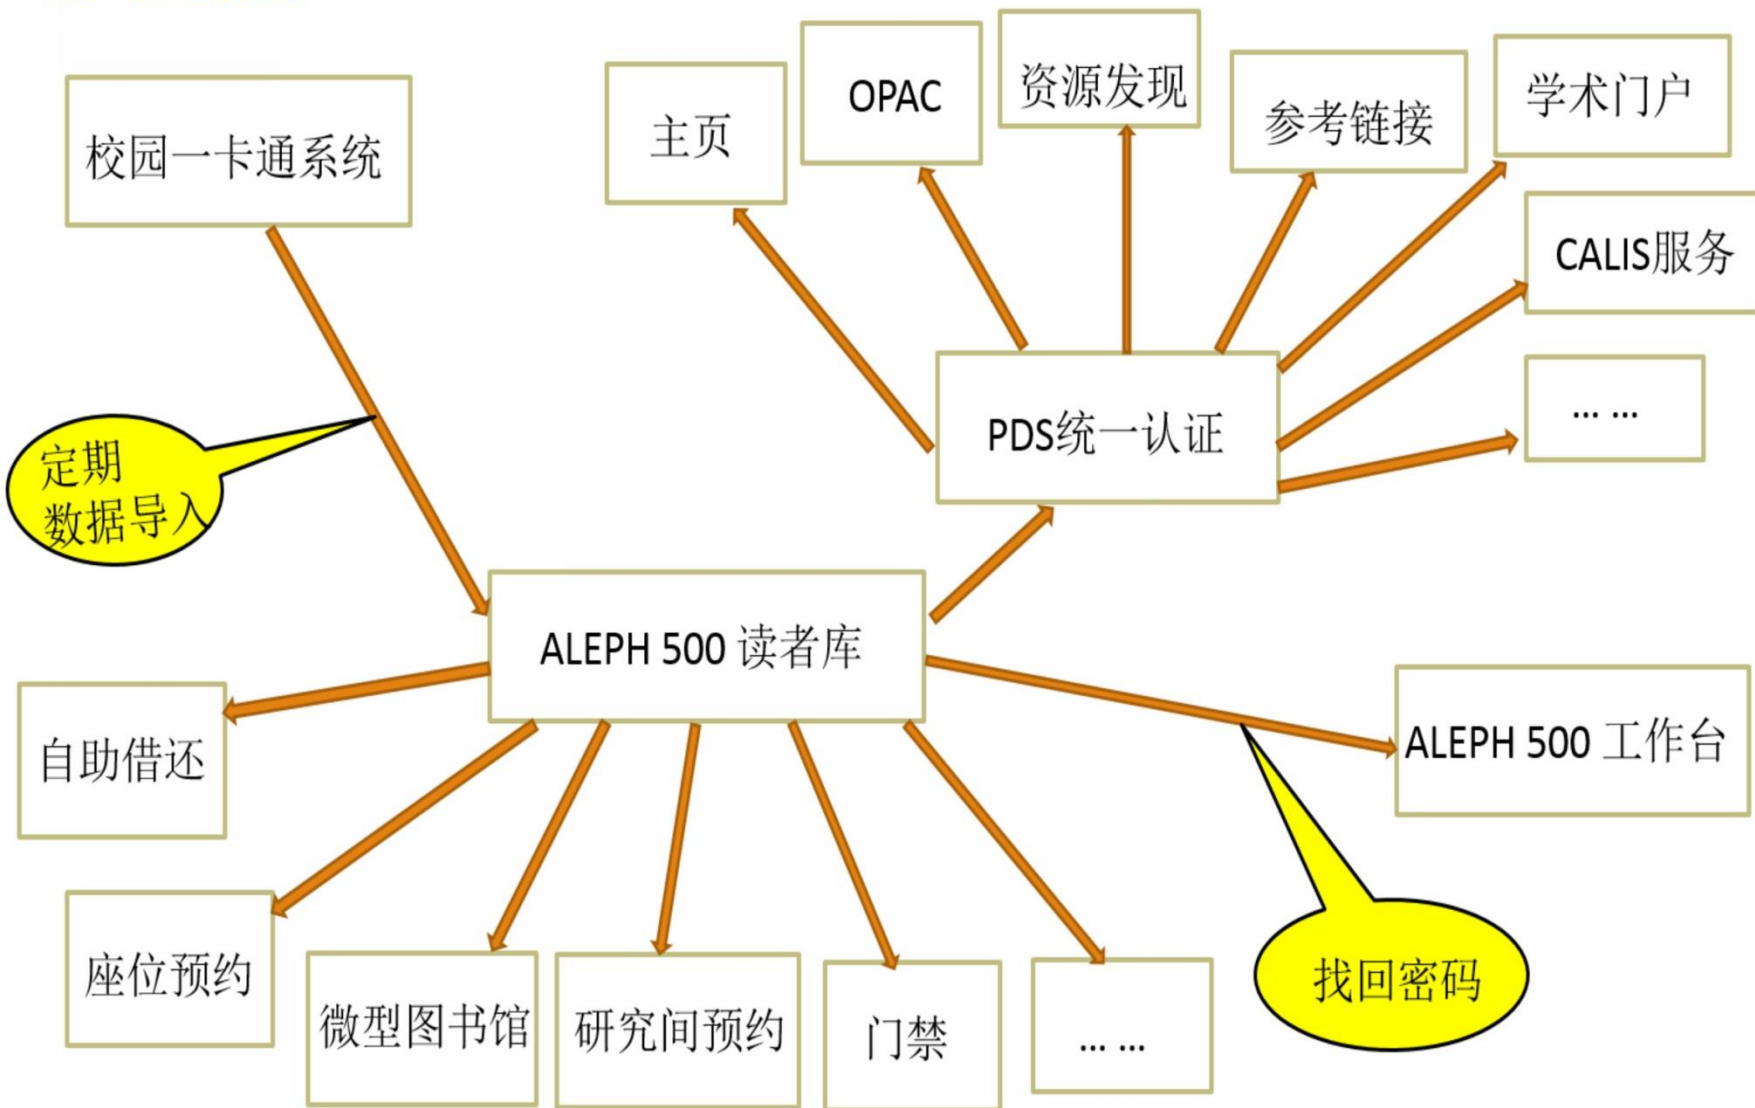 校园一卡通系统
主页
OPAC
资源发现
参考链接
学术门户
CALIS服务
... ...
PDS统一认证
定期
数据导入
ALEPH 500 读者库
ALEPH 500 工作台
自助借还
座位预约
微型图书馆
研究间预约
门禁
... ...
找回密码